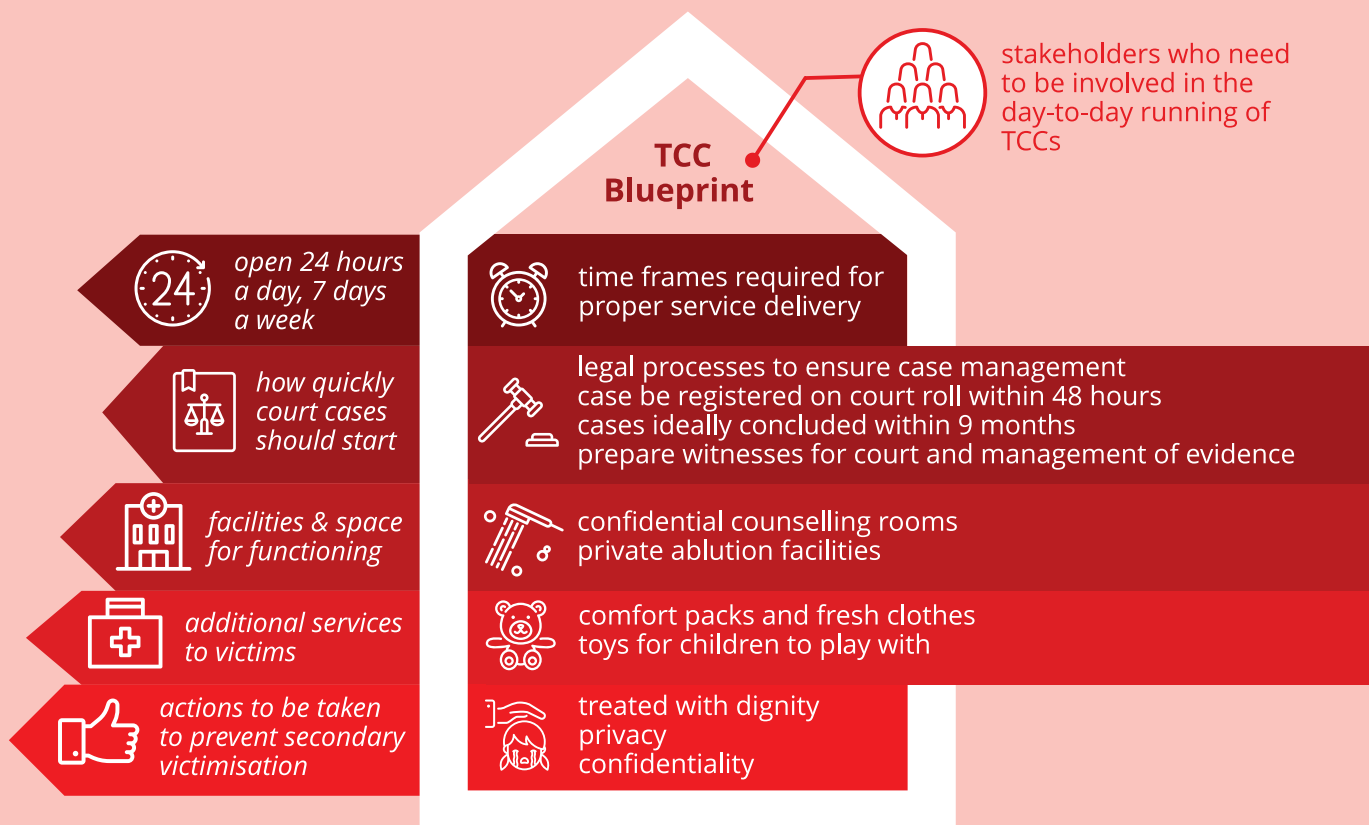 stakeholders who need
to be involved in the
day-to-day running of
TCCs
TCC
Blueprint
24
open 24 hours
a day, 7 days
a week
time frames required for
proper service delivery
how quickly
court cases
should start
legal processes to ensure case management
case be registered on court roll within 48 hours
cases ideally concluded within 9 months
prepare witnesses for court and management of evidence
facilities & space
for functioning
confidential counselling rooms
private ablution facilities
additional services
to victims
comfort packs and fresh clothes
toys for children to play with
actions to be taken
to prevent secondary
victimisation
treated with dignity
privacy
confidentiality